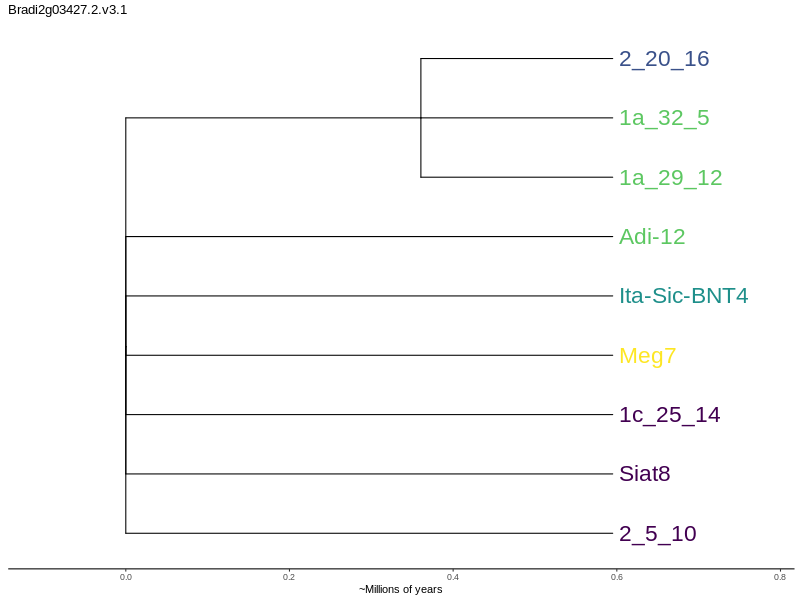 Bradi2g03427.2.v3.1
2_20_16
1a_32_5
1a_29_12
Adi-12
Ita-Sic-BNT4
Meg7
1c_25_14
Siat8
2_5_10
0.0 0.2 0.4 0.6 0.8
~Millions of years